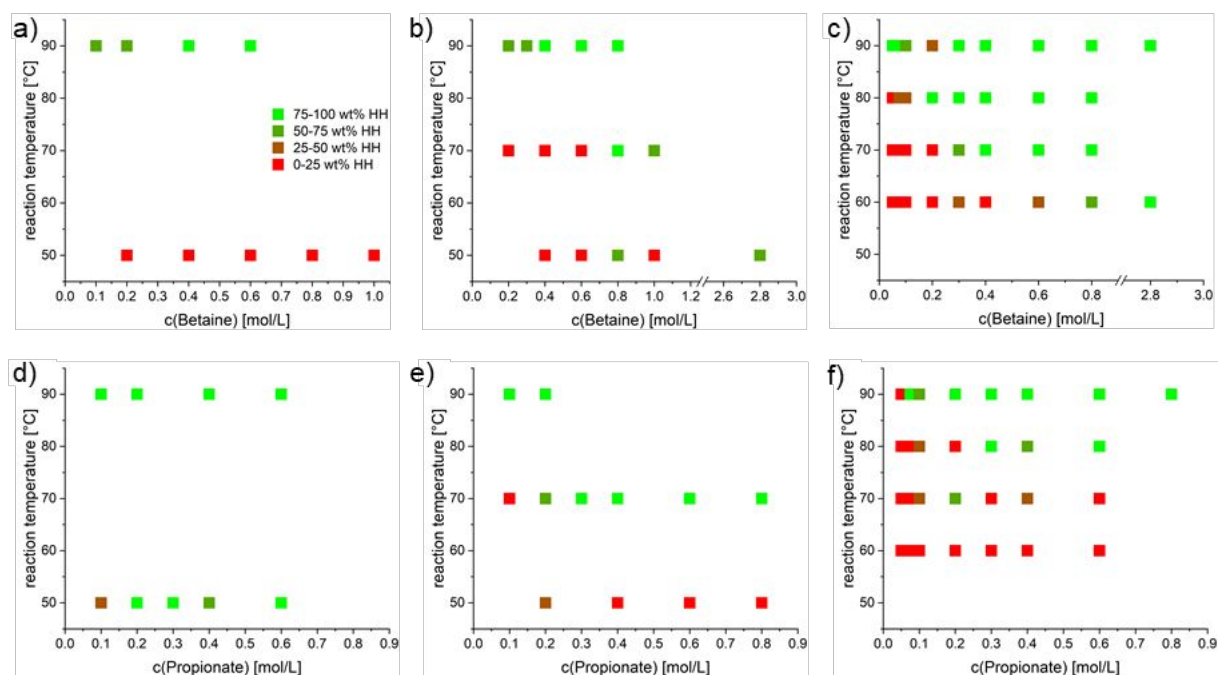 a)
90
80
70
60
50
reaction temperature [°C]
75-100 wt% HH
50-75 wt% HH
25-50 wt% HH
0-25 wt% HH
0.0 0.1 0.2 0.3 0.4 0.5 0.6 0.7 0.8 0.9 1.0
c(Betaine) [mol/L]
b)
90
80
70
60
50
reaction temperature [°C]
0.0 0.2 0.4 0.6 0.8 1.0 1.2 2.6 2.8 3.0
c(Betaine) [mol/L]
c)
90
80
70
60
50
reaction temperature [°C]
0.0 0.2 0.4 0.6 0.8 2.8 3.0
c(Betaine) [mol/L]
d)
90
80
70
60
50
reaction temperature [°C]
0.0 0.1 0.2 0.3 0.4 0.5 0.6 0.7 0.8 0.9
c(Propionate) [mol/L]
e)
90
80
70
60
50
reaction temperature [°C]
0.0 0.1 0.2 0.3 0.4 0.5 0.6 0.7 0.8 0.9
c(Propionate) [mol/L]
f)
90
80
70
60
50
reaction temperature [°C]
0.0 0.1 0.2 0.3 0.4 0.5 0.6 0.7 0.8 0.9
c(Propionate) [mol/L]